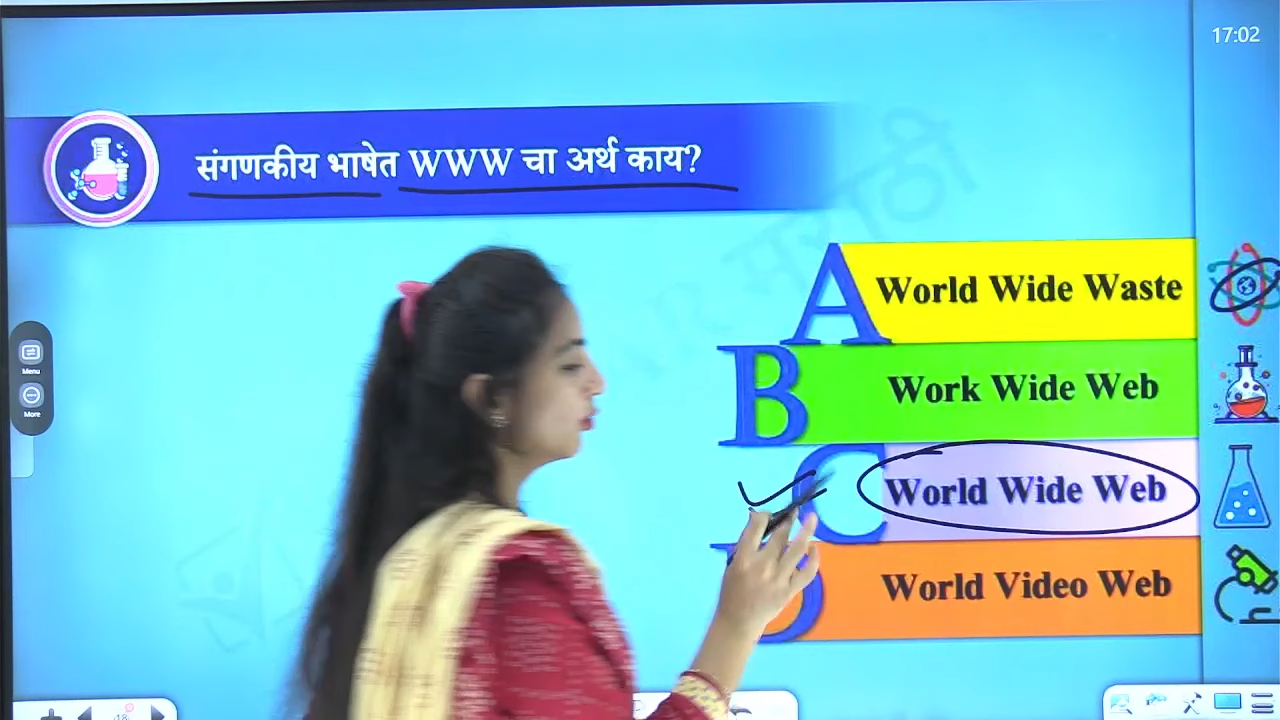 17:02
संगणकीय भाषेत WWW चा अर्थ काय?
A World Wide Waste
B Work Wide Web
C World Wide Web
D World Video Web
Menu
More
18